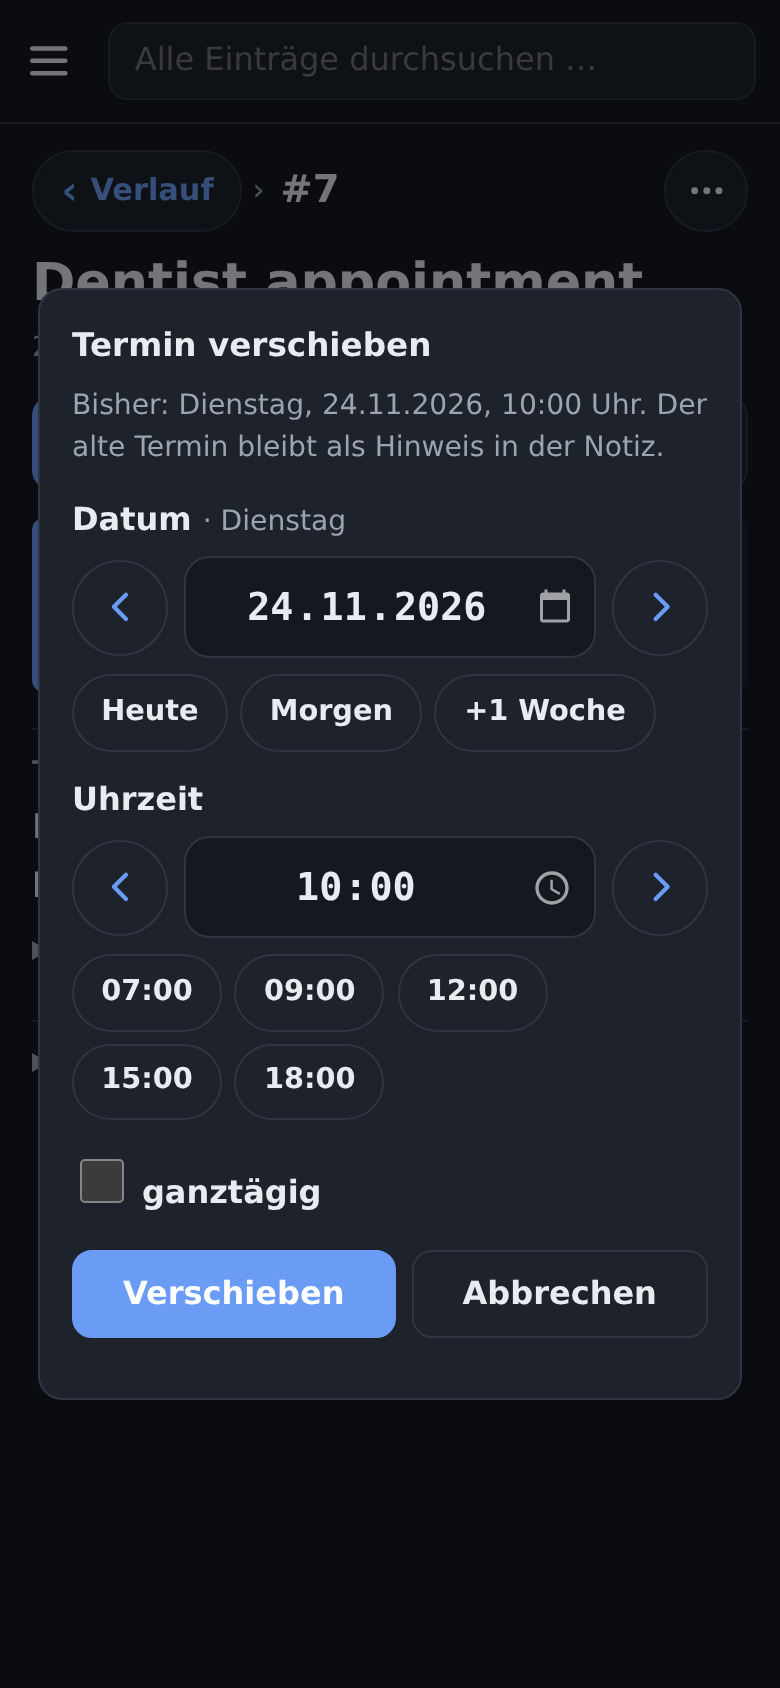 Alle Einträge durchsuchen …
‹ Verlauf › #7
Dentist appointment
Termin verschieben
Bisher: Dienstag, 24.11.2026, 10:00 Uhr. Der
alte Termin bleibt als Hinweis in der Notiz.
Datum · Dienstag
24.11.2026
Heute Morgen +1 Woche
Uhrzeit
10:00
07:00 09:00 12:00
15:00 18:00
ganztägig
Verschieben Abbrechen